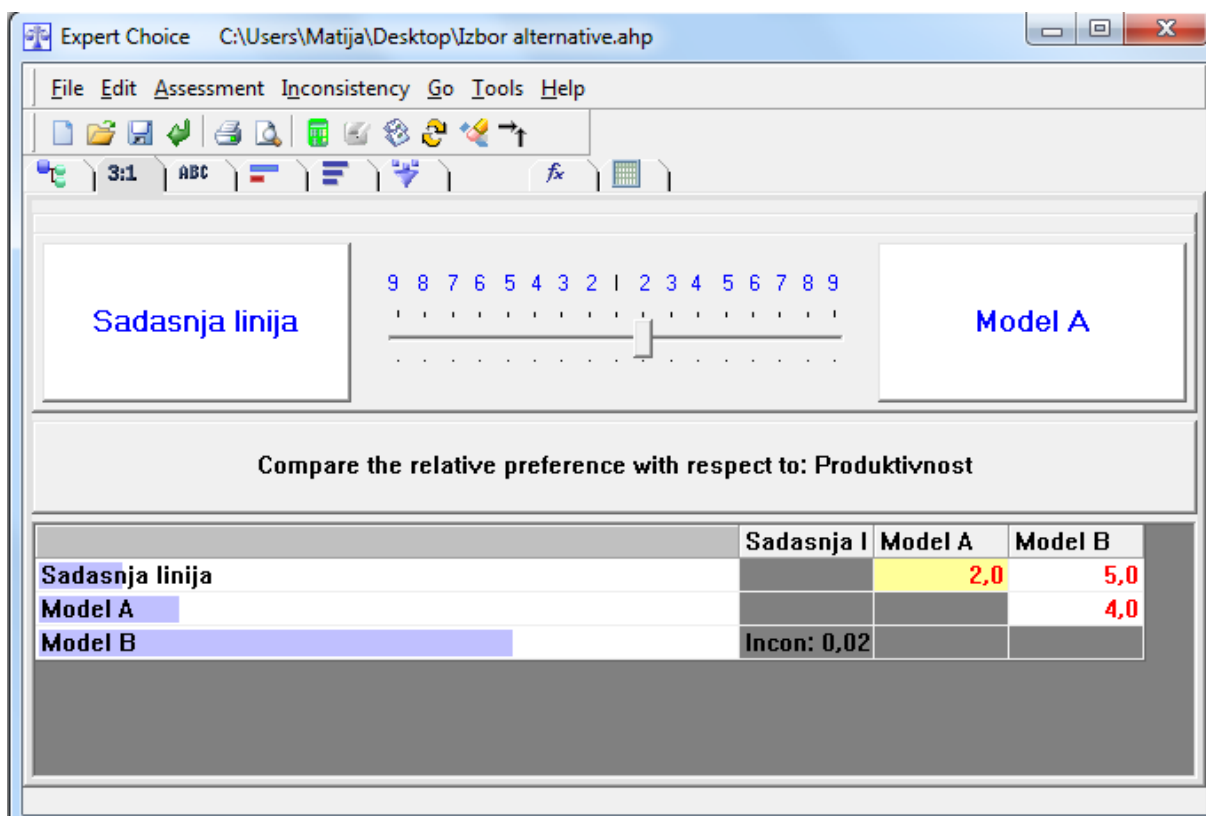 Expert Choice C:\Users\Matija\Desktop\Izbor alternative.ahp
File Edit Assessment Inconsistency Go Tools Help
3:1 ABC fx
9 8 7 6 5 4 3 2 1 2 3 4 5 6 7 8 9
Sadasnja linija Model A
Compare the relative preference with respect to: Produktivnost
Sadasnja l Model A Model B
Sadasnja linija 2,0 5,0
Model A 4,0
Model B Incon: 0,02